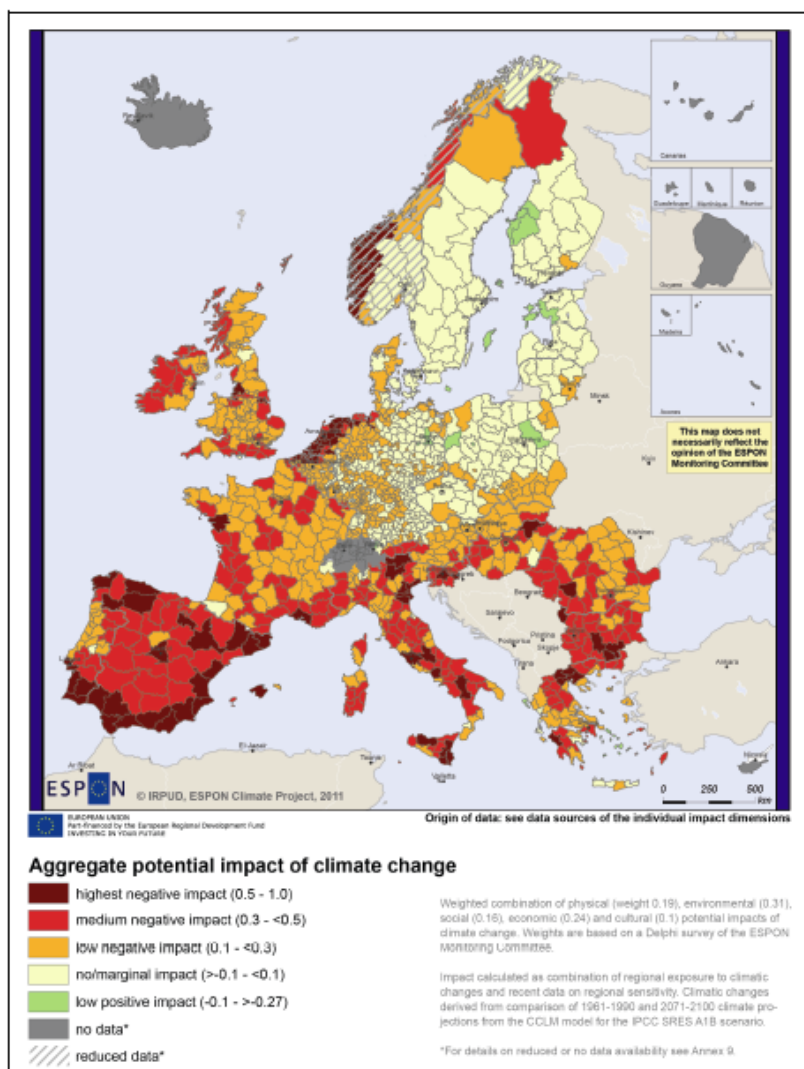 Reykjavik
Canarias
Guadeloupe
Martinique
Réunion
Guyana
Madeira
Azores
This map does not
necessarily reflect the
opinion of the ESPON
Monitoring Committee
Minsk
Kyiv
Kishinev
Beograd
Sarajevo
Podgorica
Pristina
Skopje
Tirana
Ankara
Nicosia
El-Jazair
Tunis
Ar Ribat
Valletta
ESPON
© IRPUD, ESPON Climate Project, 2011
0 250 500
km
EUROPEAN UNION
Part-financed by the European Regional Development Fund
INVESTING IN YOUR FUTURE
Origin of data: see data sources of the individual impact dimensions
Aggregate potential impact of climate change
highest negative impact (0.5 - 1.0)
medium negative impact (0.3 - <0.5)
low negative impact (0.1 - <0.3)
no/marginal impact (>-0.1 - <0.1)
low positive impact (-0.1 - >-0.27)
no data*
reduced data*
Weighted combination of physical (weight 0.19), environmental (0.31),
social (0.16), economic (0.24) and cultural (0.1) potential impacts of
climate change. Weights are based on a Delphi survey of the ESPON
Monitoring Committee.
Impact calculated as combination of regional exposure to climatic
changes and recent data on regional sensitivity. Climatic changes
derived from comparison of 1961-1990 and 2071-2100 climate pro-
jections from the CCLM model for the IPCC SRES A1B scenario.
*For details on reduced or no data availability see Annex 9.